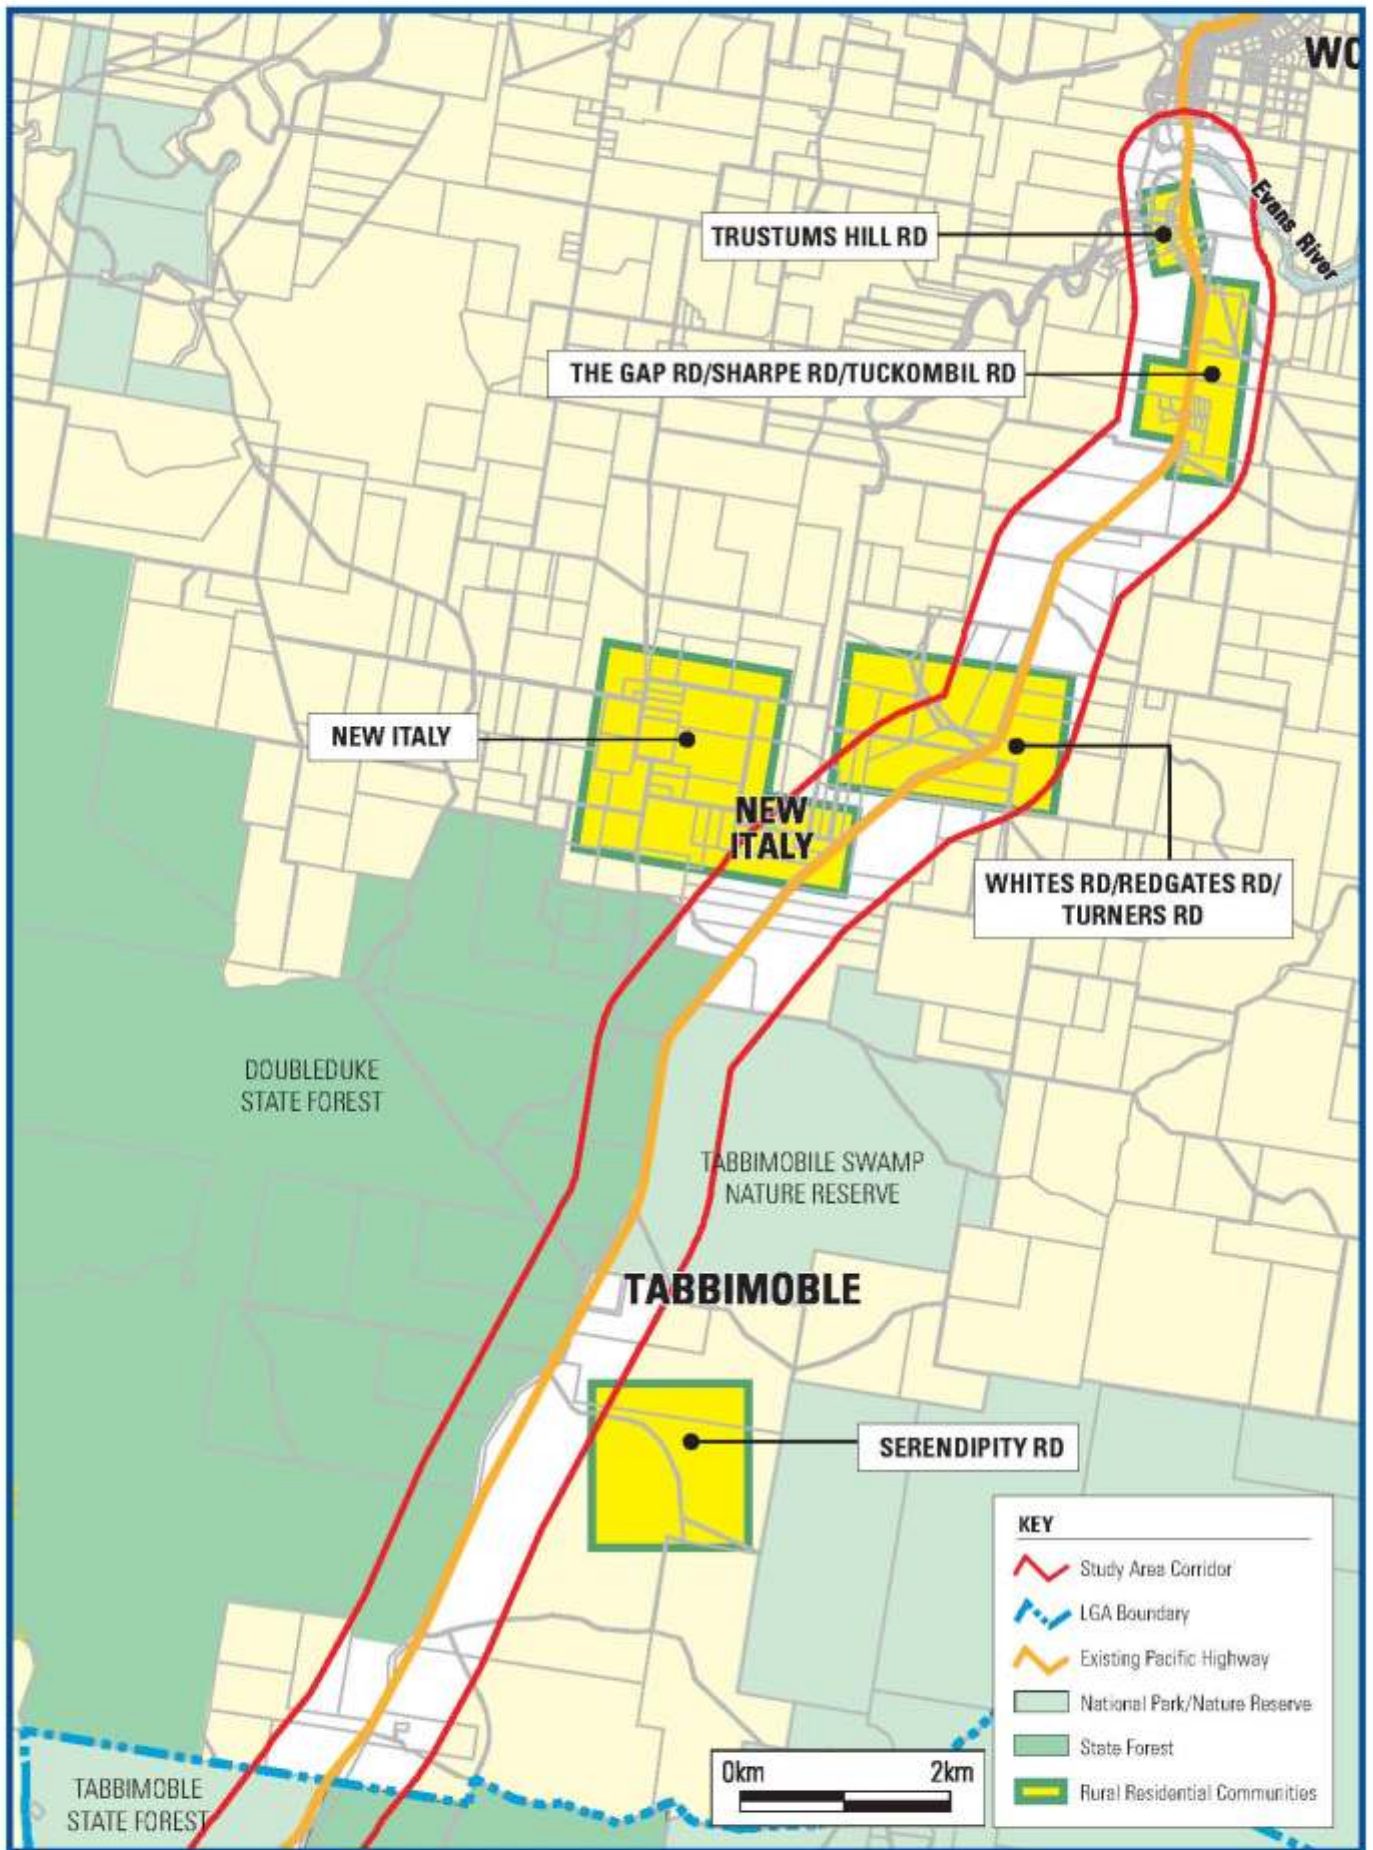 WO
Evans River
TRUSTUMS HILL RD
THE GAP RD/SHARPE RD/TUCKOMBIL RD
NEW ITALY
NEW
ITALY
WHITES RD/REDGATES RD/
TURNERS RD
DOUBLEDUKE
STATE FOREST
TABBIMOBILE SWAMP
NATURE RESERVE
TABBIMOBLE
SERENDIPITY RD
KEY
Study Area Corridor
LGA Boundary
Existing Pacific Highway
National Park/Nature Reserve
State Forest
Rural Residential Communities
0km 2km
TABBIMOBLE
STATE FOREST